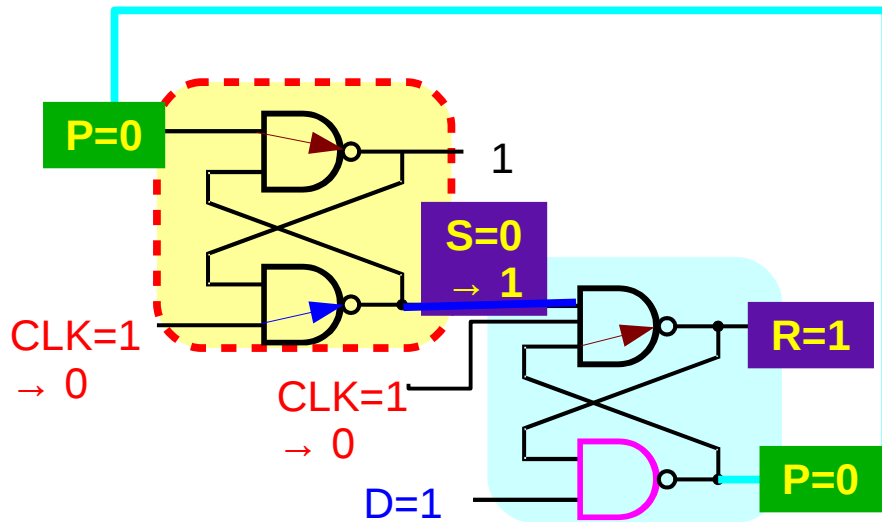 P=0
1
S=0
→ 1
CLK=1
→ 0
R=1
CLK=1
→ 0
P=0
D=1